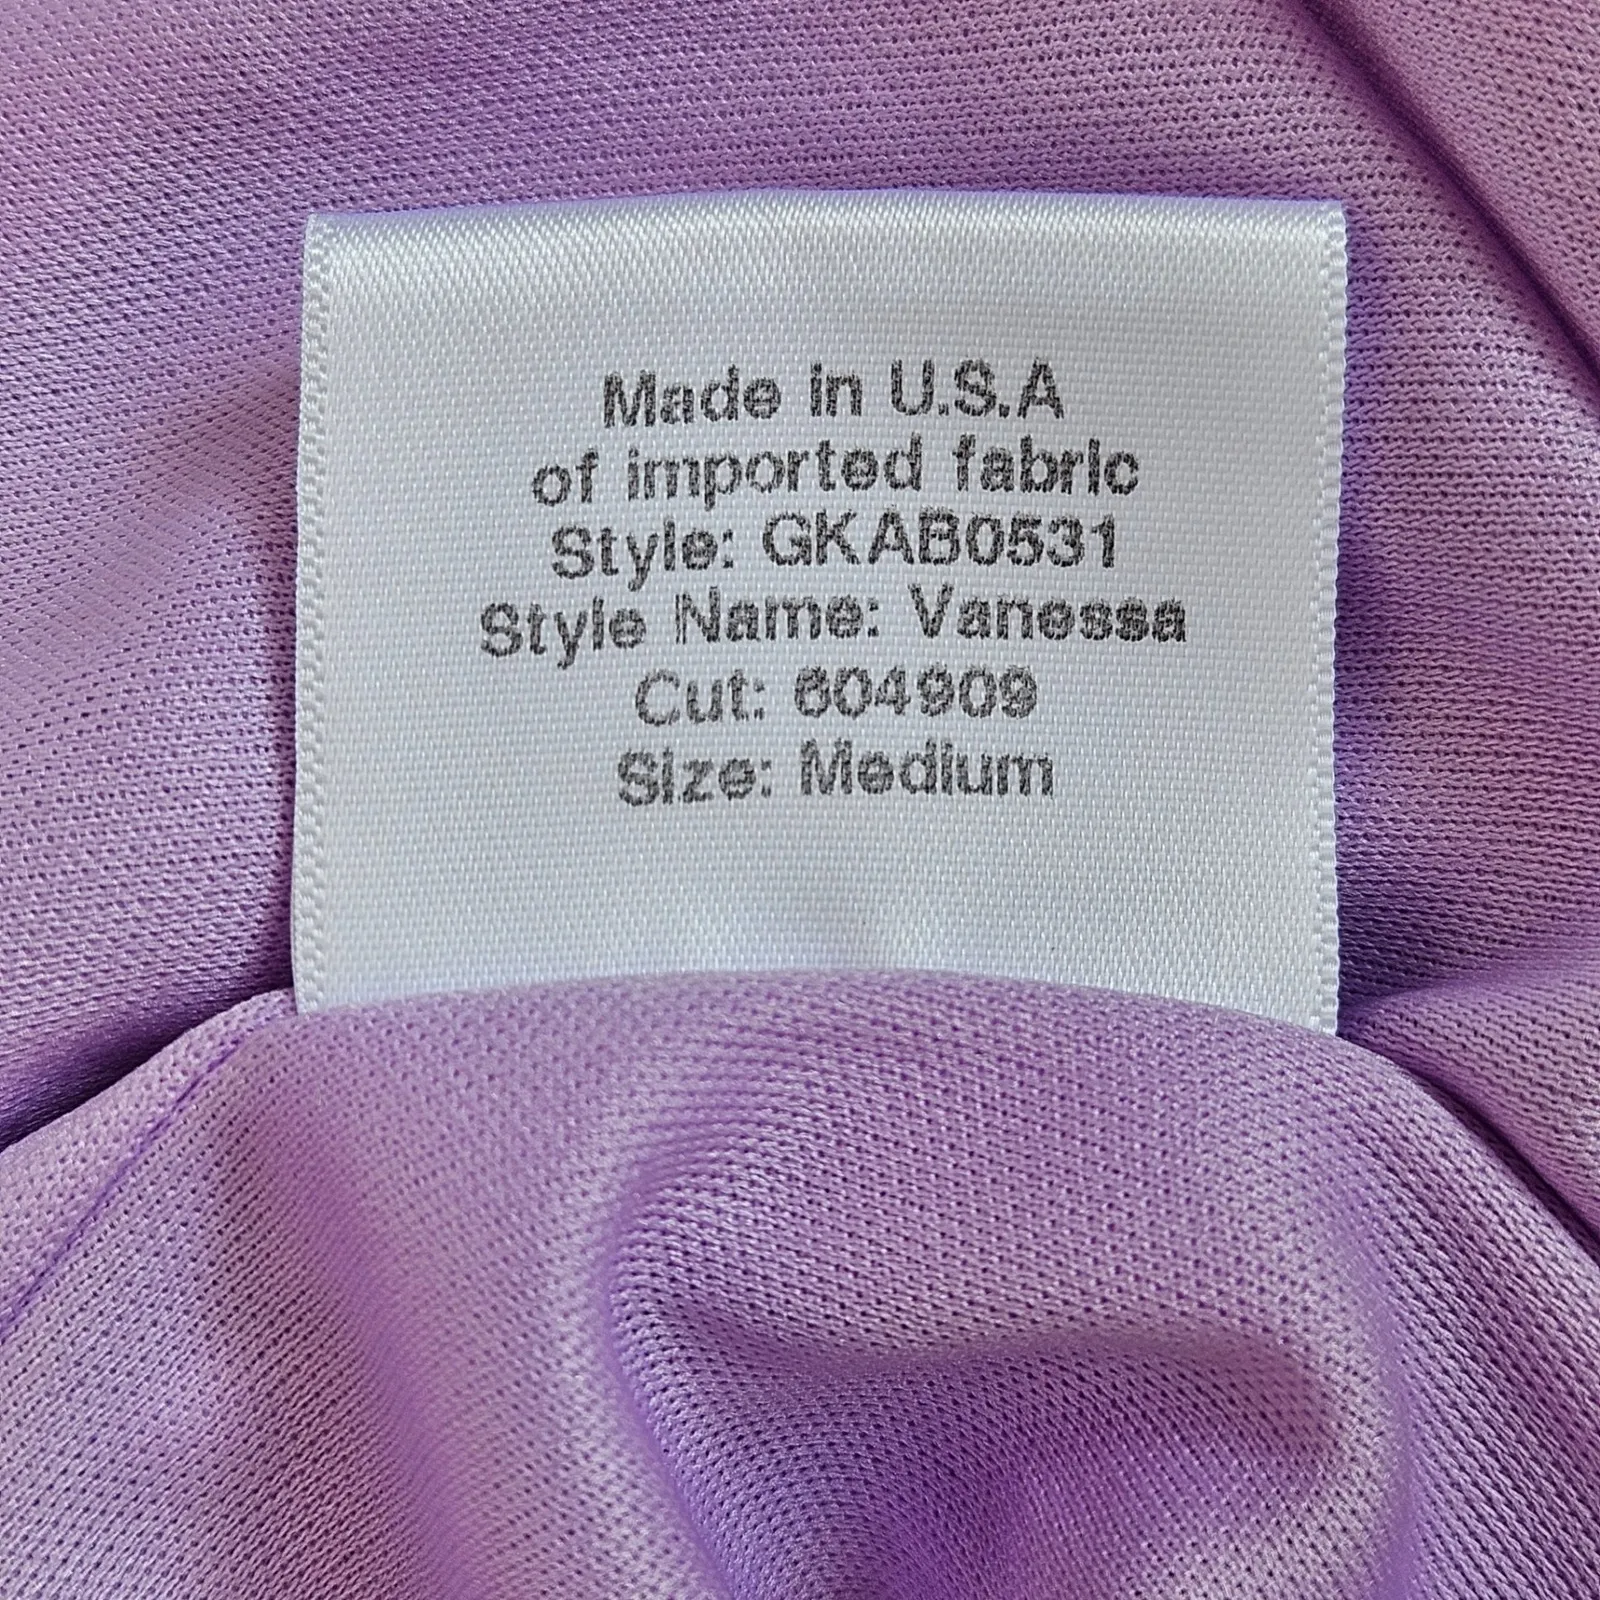 Made in U.S.A
of imported fabric
Style: GKAB0531
Style Name: Vanessa
Cut: 604909
Size: Medium